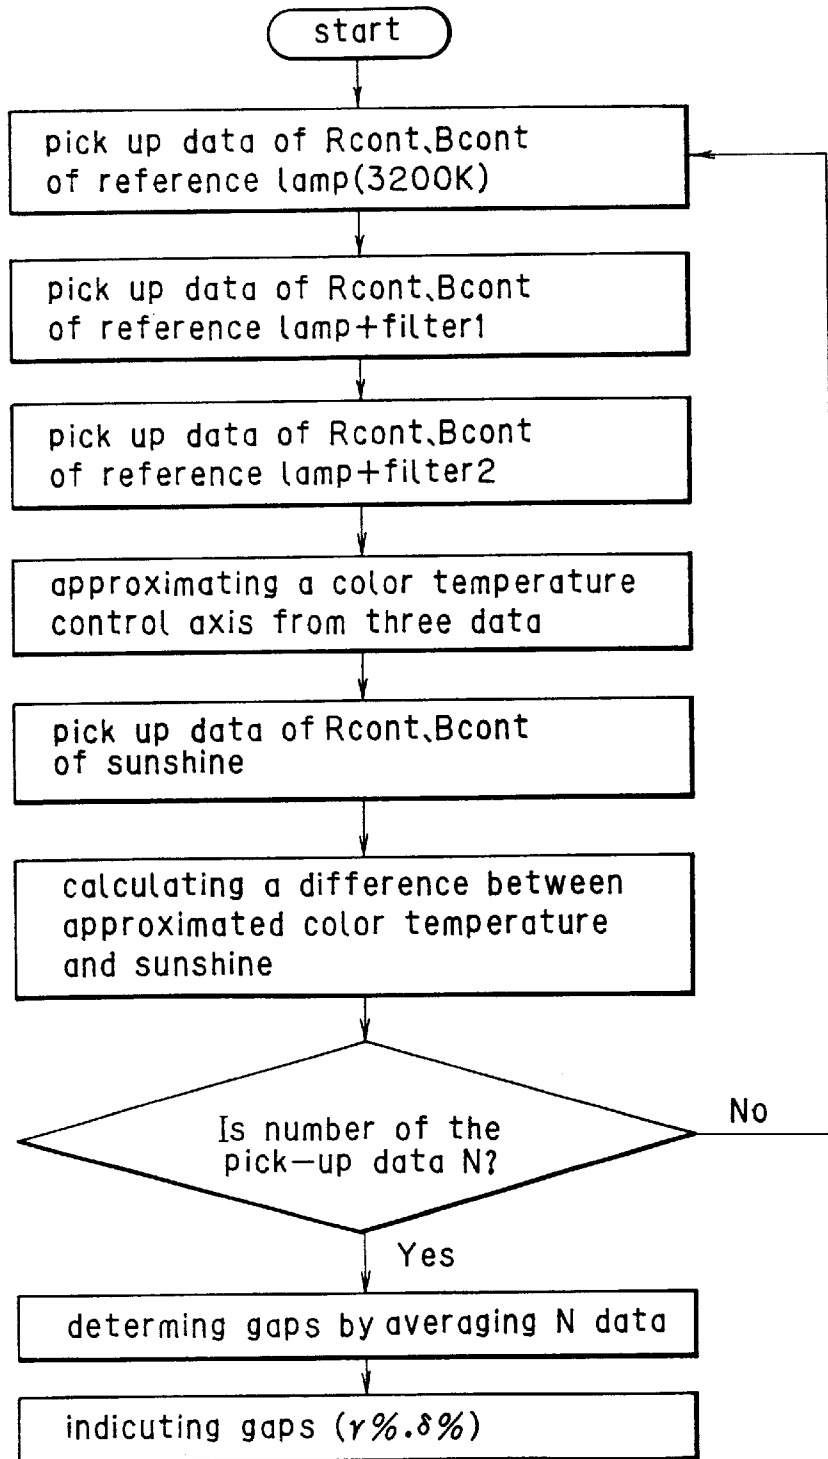 start
pick up data of Rcont、Bcont
of reference lamp(3200K)
pick up data of Rcont、Bcont
of reference lamp+filter1
pick up data of Rcont、Bcont
of reference lamp+filter2
approximating a color temperature
control axis from three data
pick up data of Rcont、Bcont
of sunshine
calculating a difference between
approximated color temperature
and sunshine
Is number of the
pick-up data N?
No
Yes
determg gaps by averaging N data
indicuting gaps (γ%.δ%)